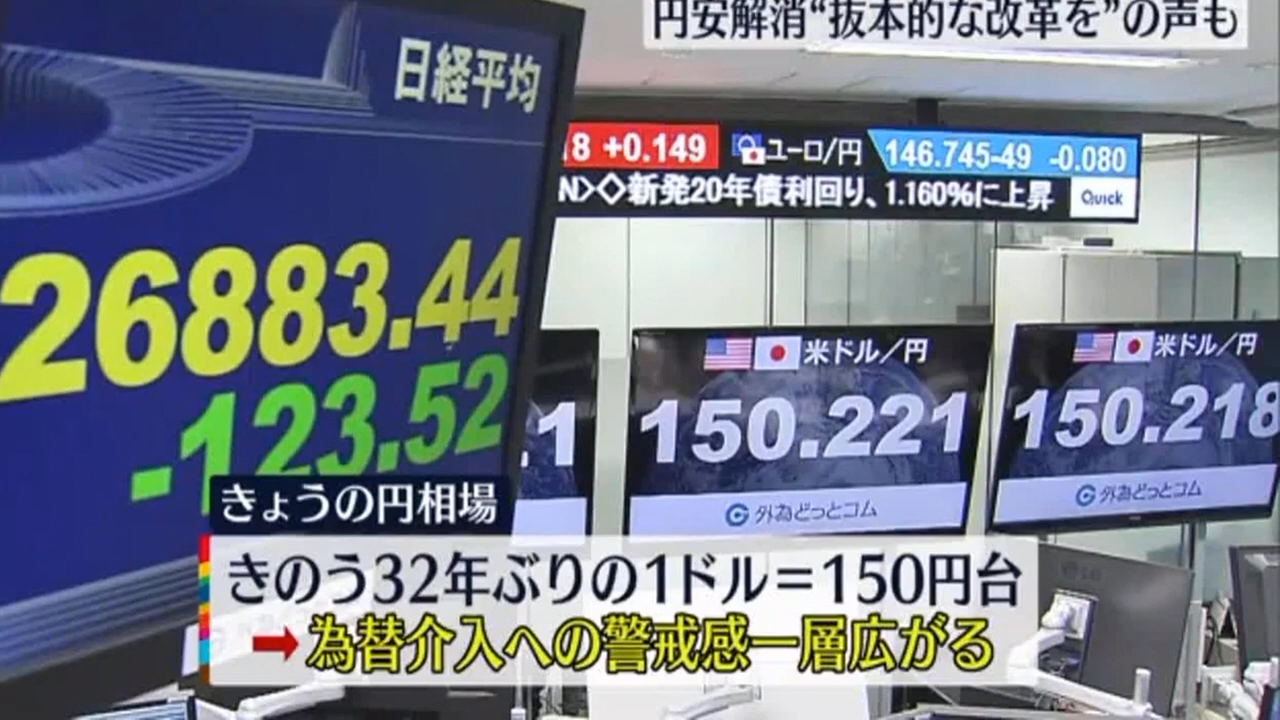 円安解消“抜本的な改革を”の声も
日経平均
26883.44
-123.52
18 +0.149 ユーロ/円 146.745-49 -0.080
N>◇新発20年債利回り、1.160%に上昇 Quick
.1
米ドル/円
150.221
外為どっとコム
米ドル/円
150.218
外為どっとコム
きょうの円相場
きのう32年ぶりの1ドル=150円台
➡為替介入への警戒感一層広がる
LG